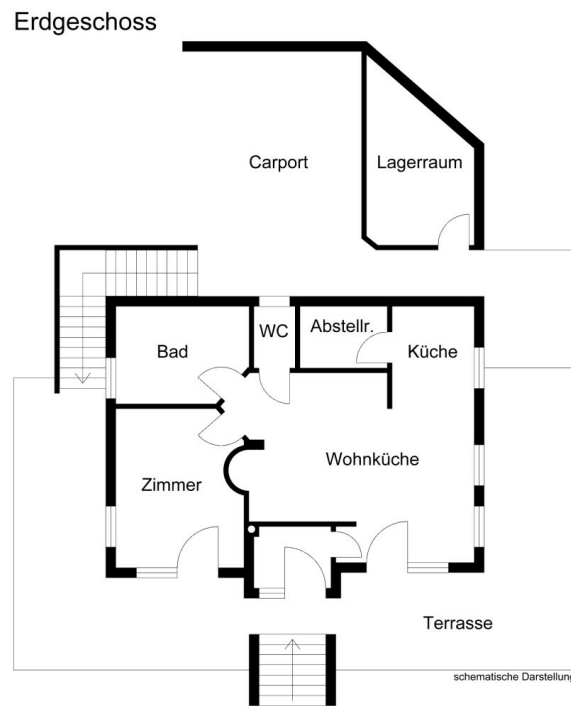 Erdgeschoss
Carport
Lagerraum
WC
Abstellr.
Bad
Küche
Wohnküche
Zimmer
Terrasse
schematische Darstellung